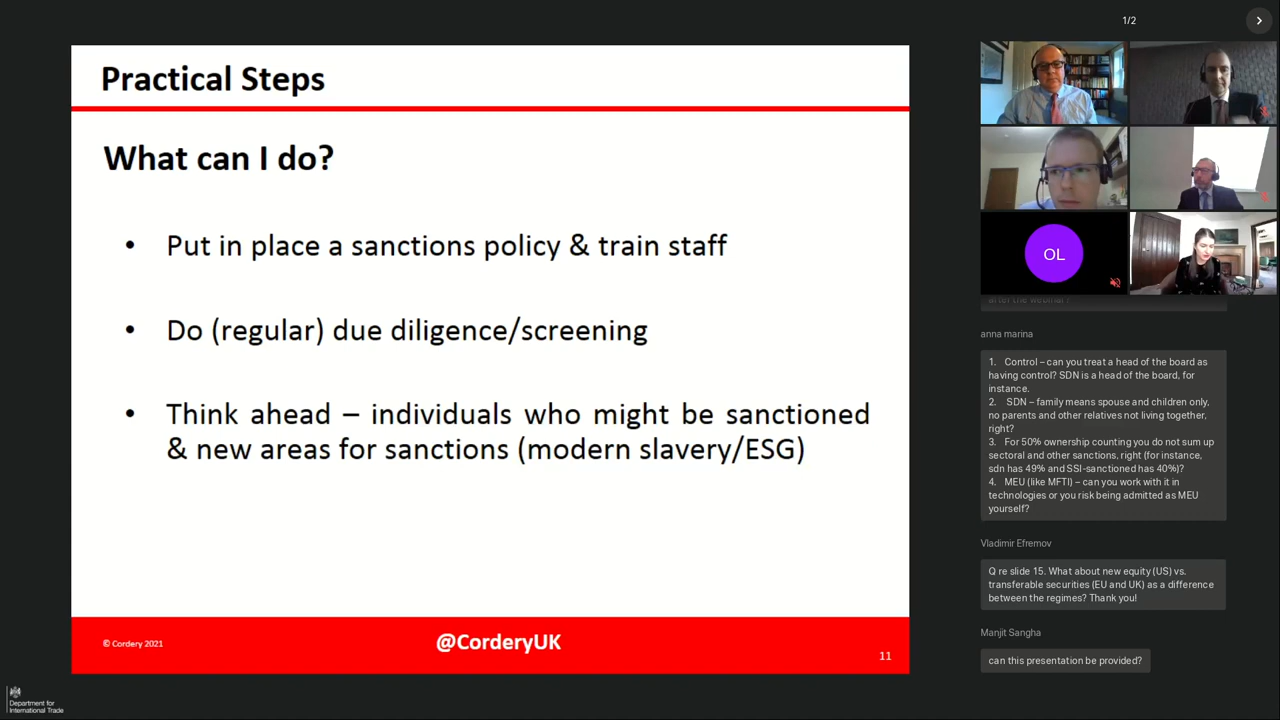 1/2
Practical Steps
What can I do?
• Put in place a sanctions policy & train staff
• Do (regular) due diligence/screening
• Think ahead – individuals who might be sanctioned
& new areas for sanctions (modern slavery/ESG)
© Cordery 2021
@CorderyUK
11
OL
after the webinar?
anna marina
1. Control – can you treat a head of the board as
having control? SDN is a head of the board, for
instance.
2. SDN – family means spouse and children only,
no parents and other relatives not living together,
right?
3. For 50% ownership counting you do not sum up
sectoral and other sanctions, right (for instance,
sdn has 49% and SSI-sanctioned has 40%)?
4. MEU (like MFTI) – can you work with it in
technologies or you risk being admitted as MEU
yourself?
Vladimir Efremov
Q re slide 15. What about new equity (US) vs.
transferable securities (EU and UK) as a difference
between the regimes? Thank you!
Manjit Sangha
can this presentation be provided?
Department for
International Trade